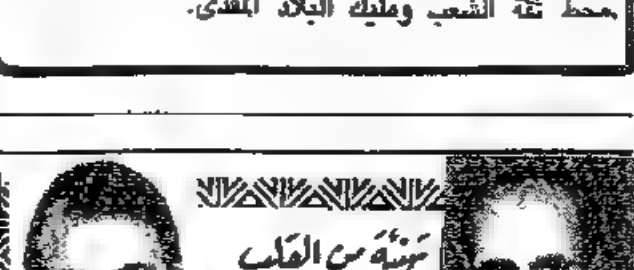 محط ثقة الشعب ومليك البلاد المفدى.
تهنئة من القلب